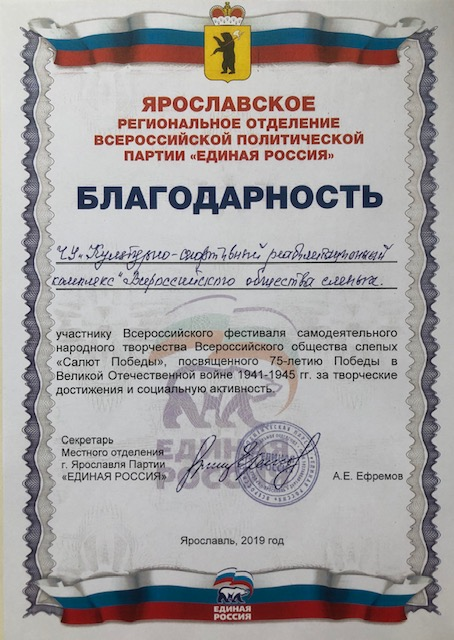 ЯРОСЛАВСКОЕ
РЕГИОНАЛЬНОЕ ОТДЕЛЕНИЕ
ВСЕРОССИЙСКОЙ ПОЛИТИЧЕСКОЙ
ПАРТИИ «ЕДИНАЯ РОССИЯ»
БЛАГОДАРНОСТЬ
ЧУ "Культурно-спортивный реабилитационный
комплекс" Всероссийского общества слепых.
участнику Всероссийского фестиваля самодеятельного
народного творчества Всероссийского общества слепых
«Салют Победы», посвященного 75-летию Победы в
Великой Отечественной войне 1941-1945 гг. за творческие
достижения и социальную активность.
Секретарь
Местного отделения
г. Ярославля Партии
«ЕДИНАЯ РОССИЯ»
ЕДИНАЯ
РОССИЯ
А.Е. Ефремов
Ярославль, 2019 год
ЕДИНАЯ
РОССИЯ